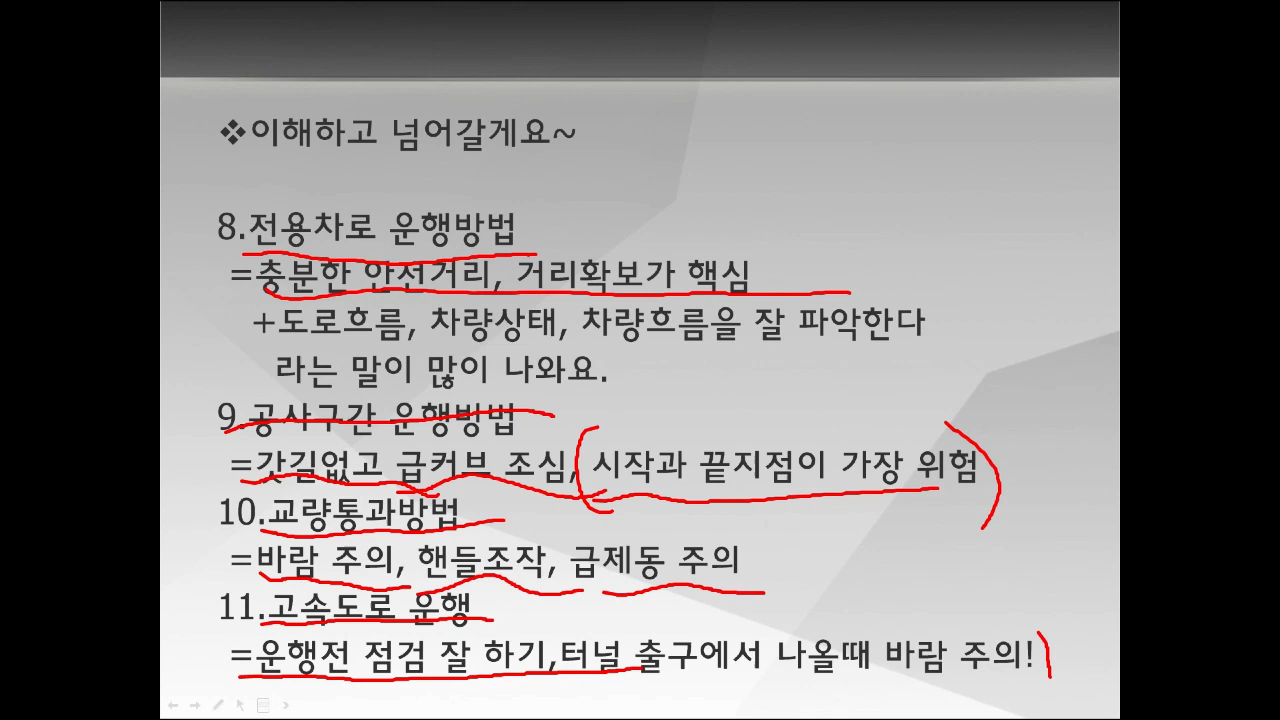 ❖이해하고 넘어갈게요~
8.전용차로 운행방법
=충분한 안전거리, 거리확보가 핵심
+도로흐름, 차량상태, 차량흐름을 잘 파악한다
라는 말이 많이 나와요.
9.공사구간 운행방법
=갓길없고 급커브 조심, 시작과 끝지점이 가장 위험
10.교량통과방법
=바람 주의, 핸들조작, 급제동 주의
11.고속도로 운행
=운행전 점검 잘 하기,터널 출구에서 나올때 바람 주의!